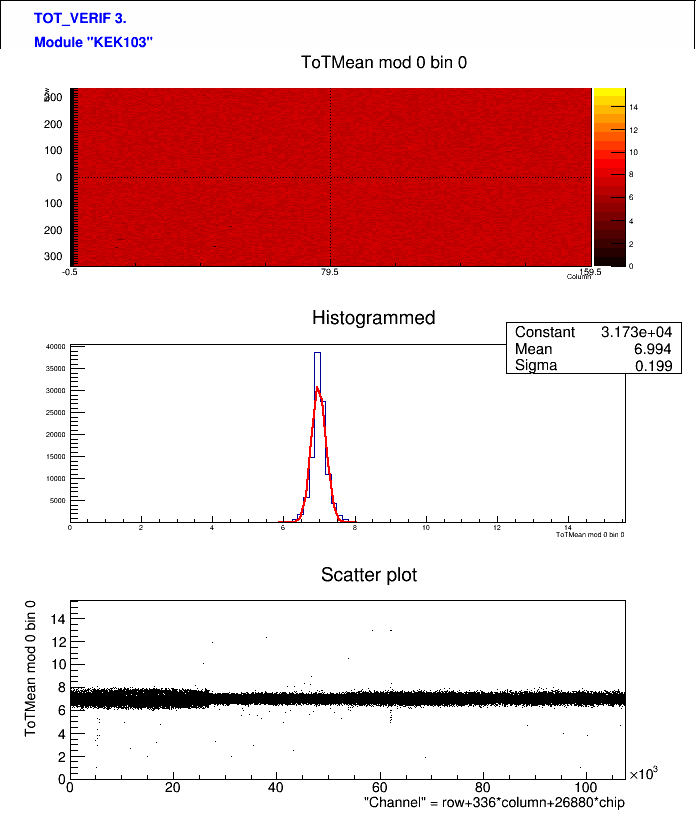 TOT_VERIF 3.
Module "KEK103"
ToTMean mod 0 bin 0
300
200
100
0
100
200
300
-0.5
79.5
159.5
Column
14
12
10
8
6
4
2
0
Histogrammed
Constant 3.173e+04
Mean 6.994
Sigma 0.199
40000
35000
30000
25000
20000
15000
10000
5000
0 2 4 6 8 10 12 14
ToTMean mod 0 bin 0
Scatter plot
ToTMean mod 0 bin 0
14
12
10
8
6
4
2
0
0 20 40 60 80 100
×10³
"Channel" = row+336*column+26880*chip